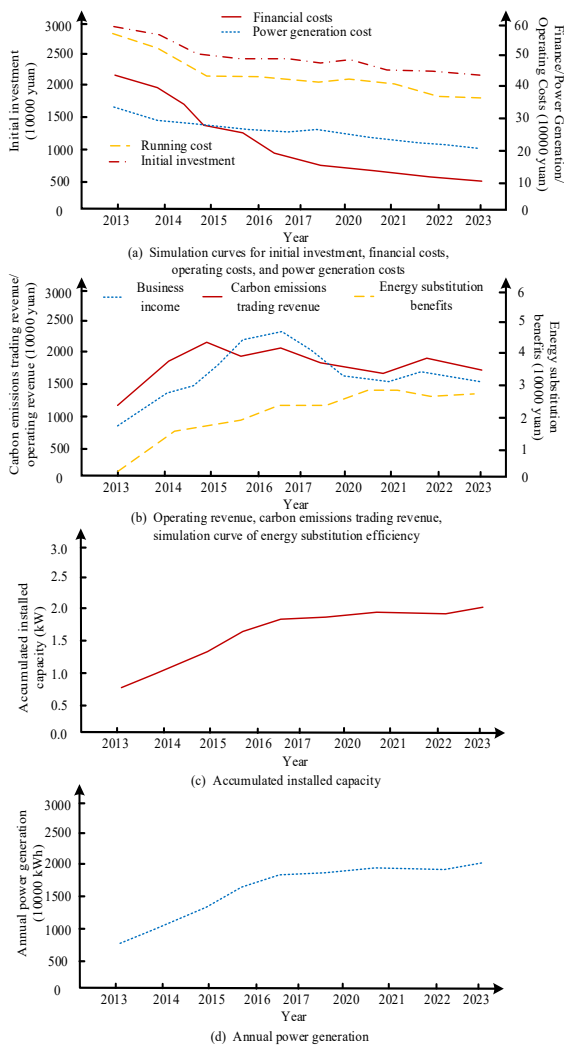 Financial costs
Power generation cost
3000
2500
2000
1500
1000
500
0
Initial investment
(10000 yuan)
60
50
40
30
20
10
0
Finance/Power Generation/
Operating Costs (10000 yuan)
Running cost
Initial investment
2013 2014 2015 2016 2017 2020 2021 2022 2023
Year
(a) Simulation curves for initial investment, financial costs,
operating costs, and power generation costs
Business
income
Carbon emissions
trading revenue
Energy substitution
benefits
3000
2500
2000
1500
1000
500
0
Carbon emissions trading revenue/
operating revenue (10000 yuan)
6
5
4
3
2
1
0
Energy substitution
benefits (10000 yuan)
2013 2014 2015 2016 2017 2020 2021 2022 2023
Year
(b) Operating revenue, carbon emissions trading revenue,
simulation curve of energy substitution efficiency
3.0
2.5
2.0
1.0
0.5
0.0
Accumulated installed
capacity (kW)
2013 2014 2015 2016 2017 2020 2021 2022 2023
Year
(c) Accumulated installed capacity
3000
2500
2000
1500
1000
500
0
Annual power generation
(10000 kWh)
2013 2014 2015 2016 2017 2020 2021 2022 2023
Year
(d) Annual power generation